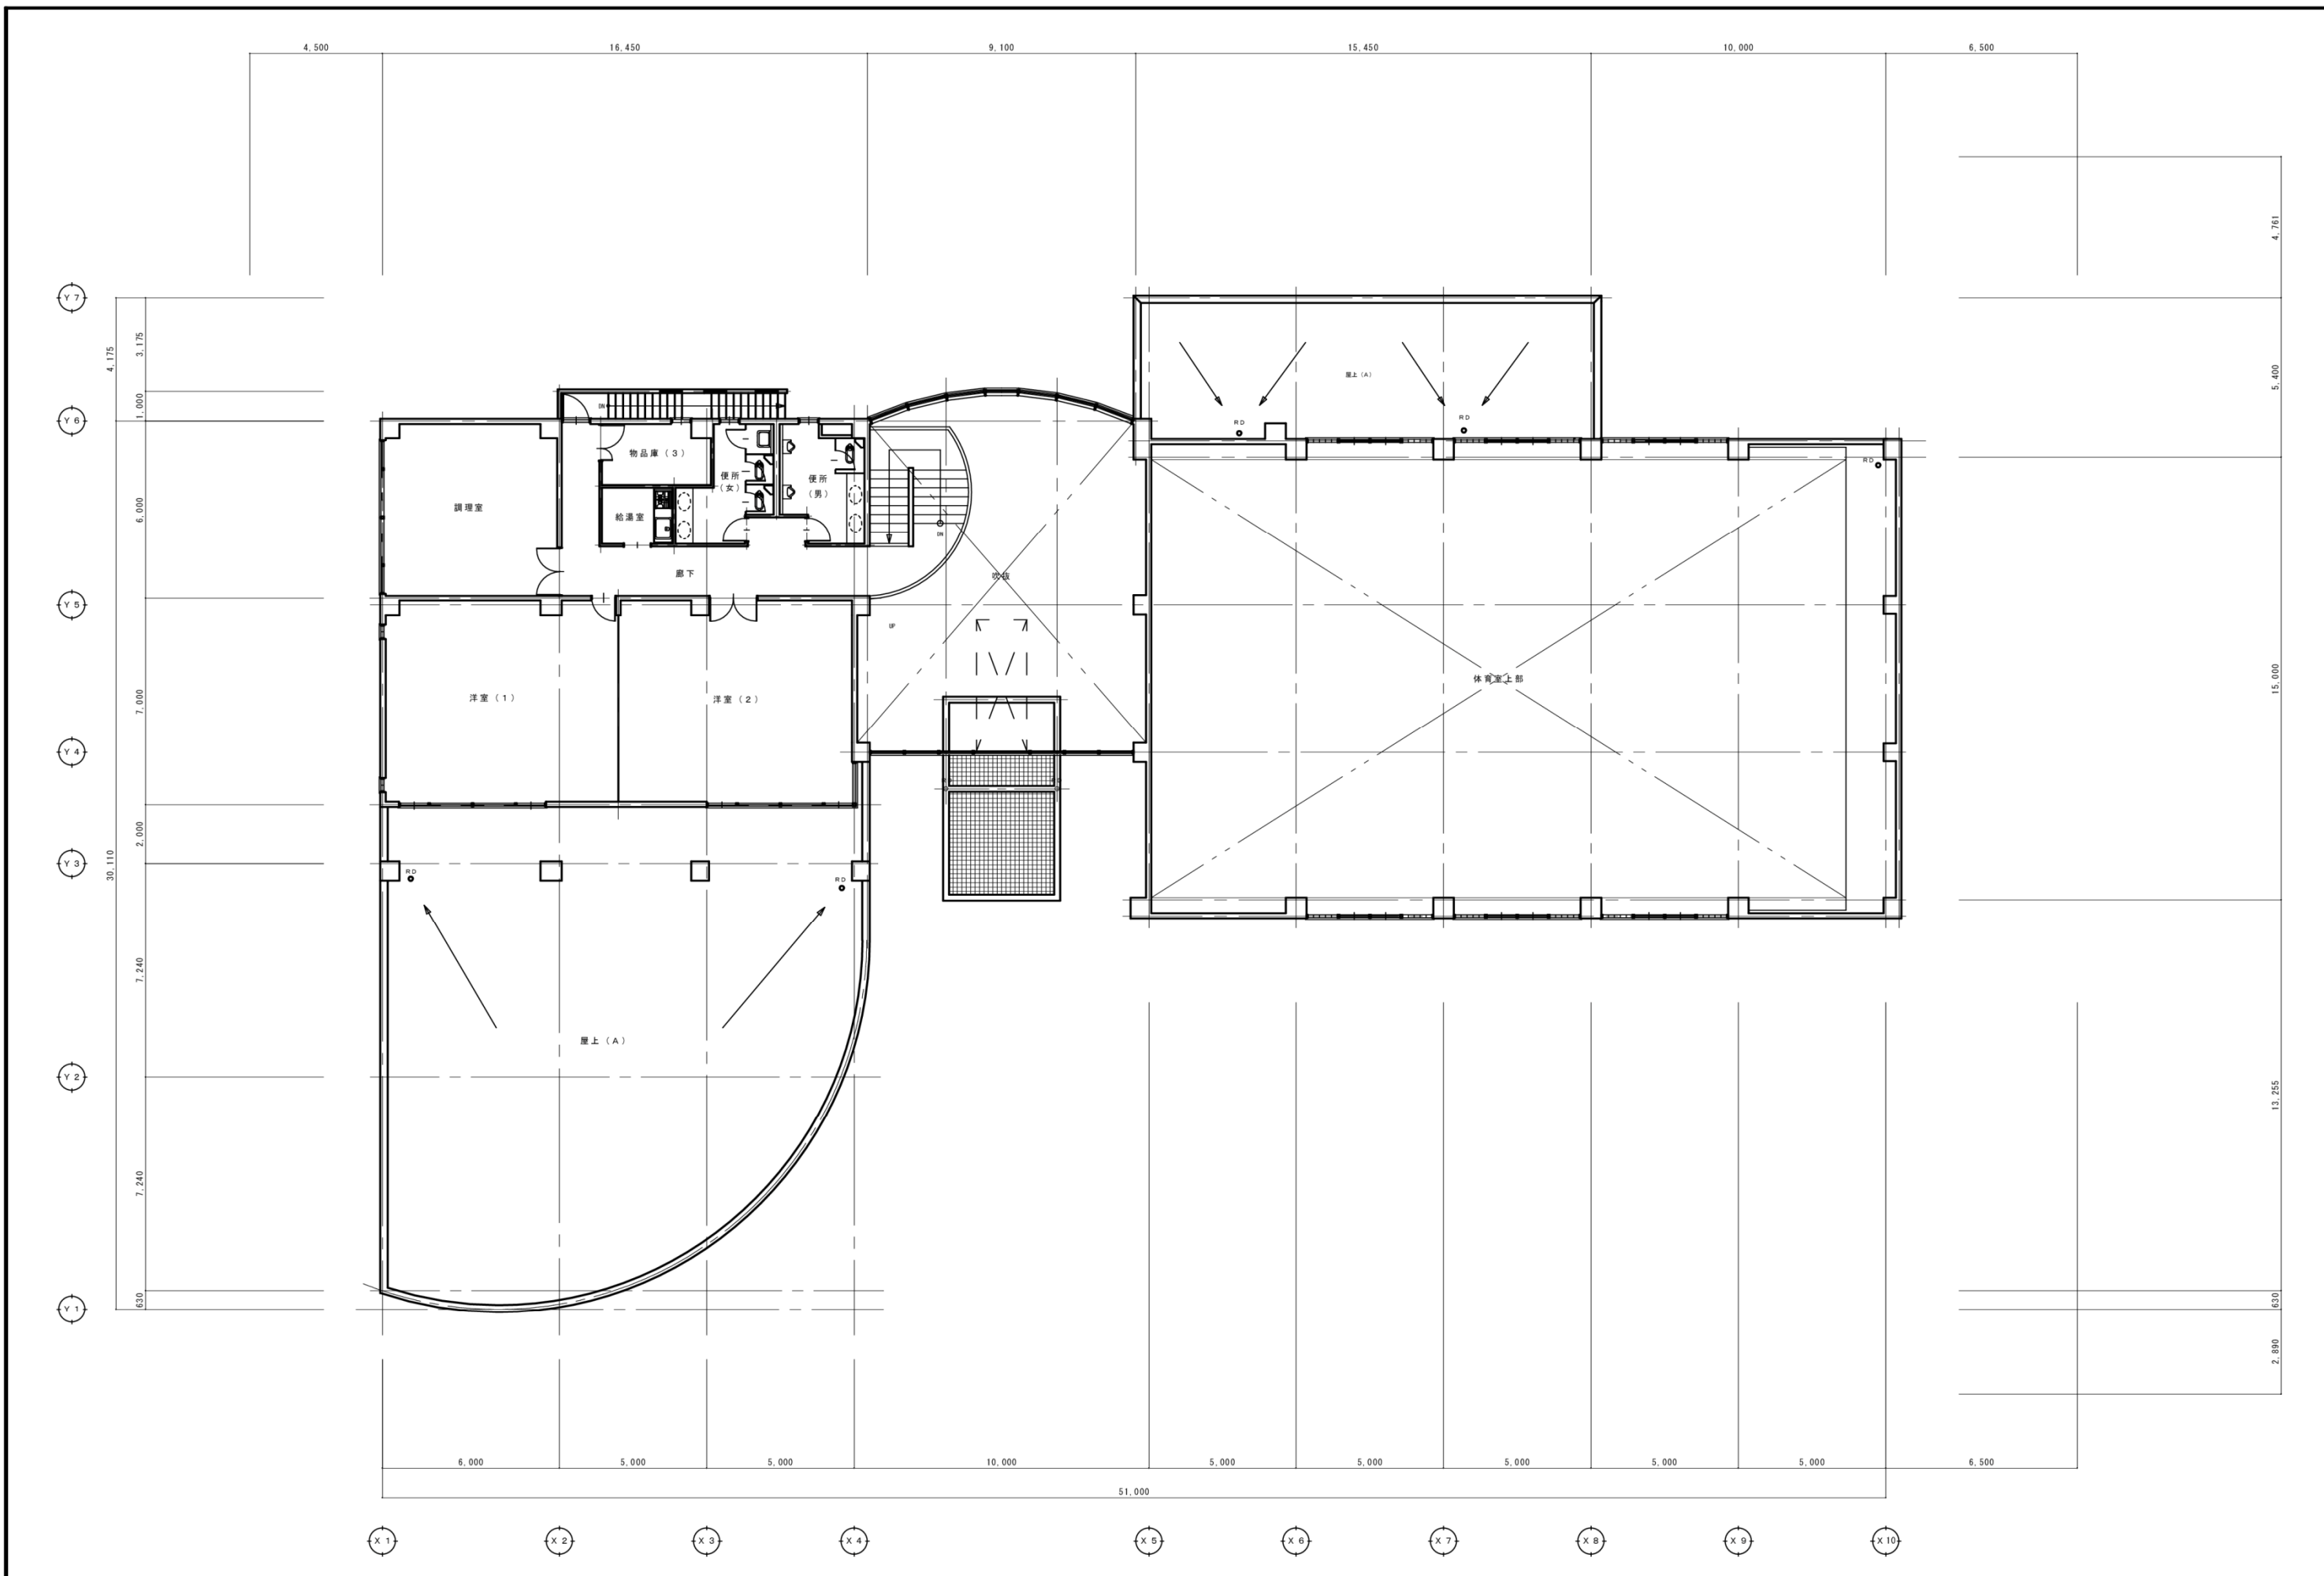 4,500 16,450 9,100 15,450 10,000 6,500
4,761
Y7
3,175
4,175
5,400
屋上(A)
1,000
DN
Y6
RD RD
物品庫(3)
便所
(女)
便所
(男)
RD
調理室
6,000
給湯室
DN
廊下
吹抜
Y5
UP
体育室上部
15,000
洋室(1) 洋室(2)
7,000
Y4
RD RD
2,000
Y3
30,110
RD RD
7,240
屋上(A)
Y2
13,255
7,240
630
630
Y1
2,890
6,000 5,000 5,000 10,000 5,000 5,000 5,000 5,000 5,000 6,500
51,000
X1 X2 X3 X4 X5 X6 X7 X8 X9 X10